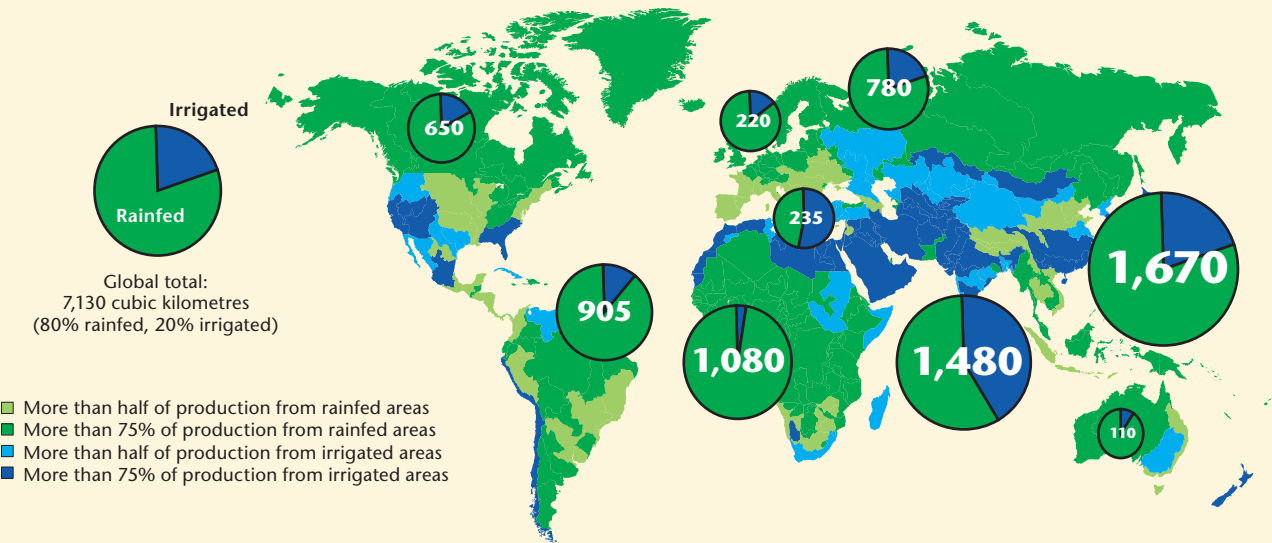 Irrigated
Rainfed
Global total:
7,130 cubic kilometres
(80% rainfed, 20% irrigated)
650
220
780
235
1,670
905
1,080
1,480
110
More than half of production from rainfed areas
More than 75% of production from rainfed areas
More than half of production from irrigated areas
More than 75% of production from irrigated areas